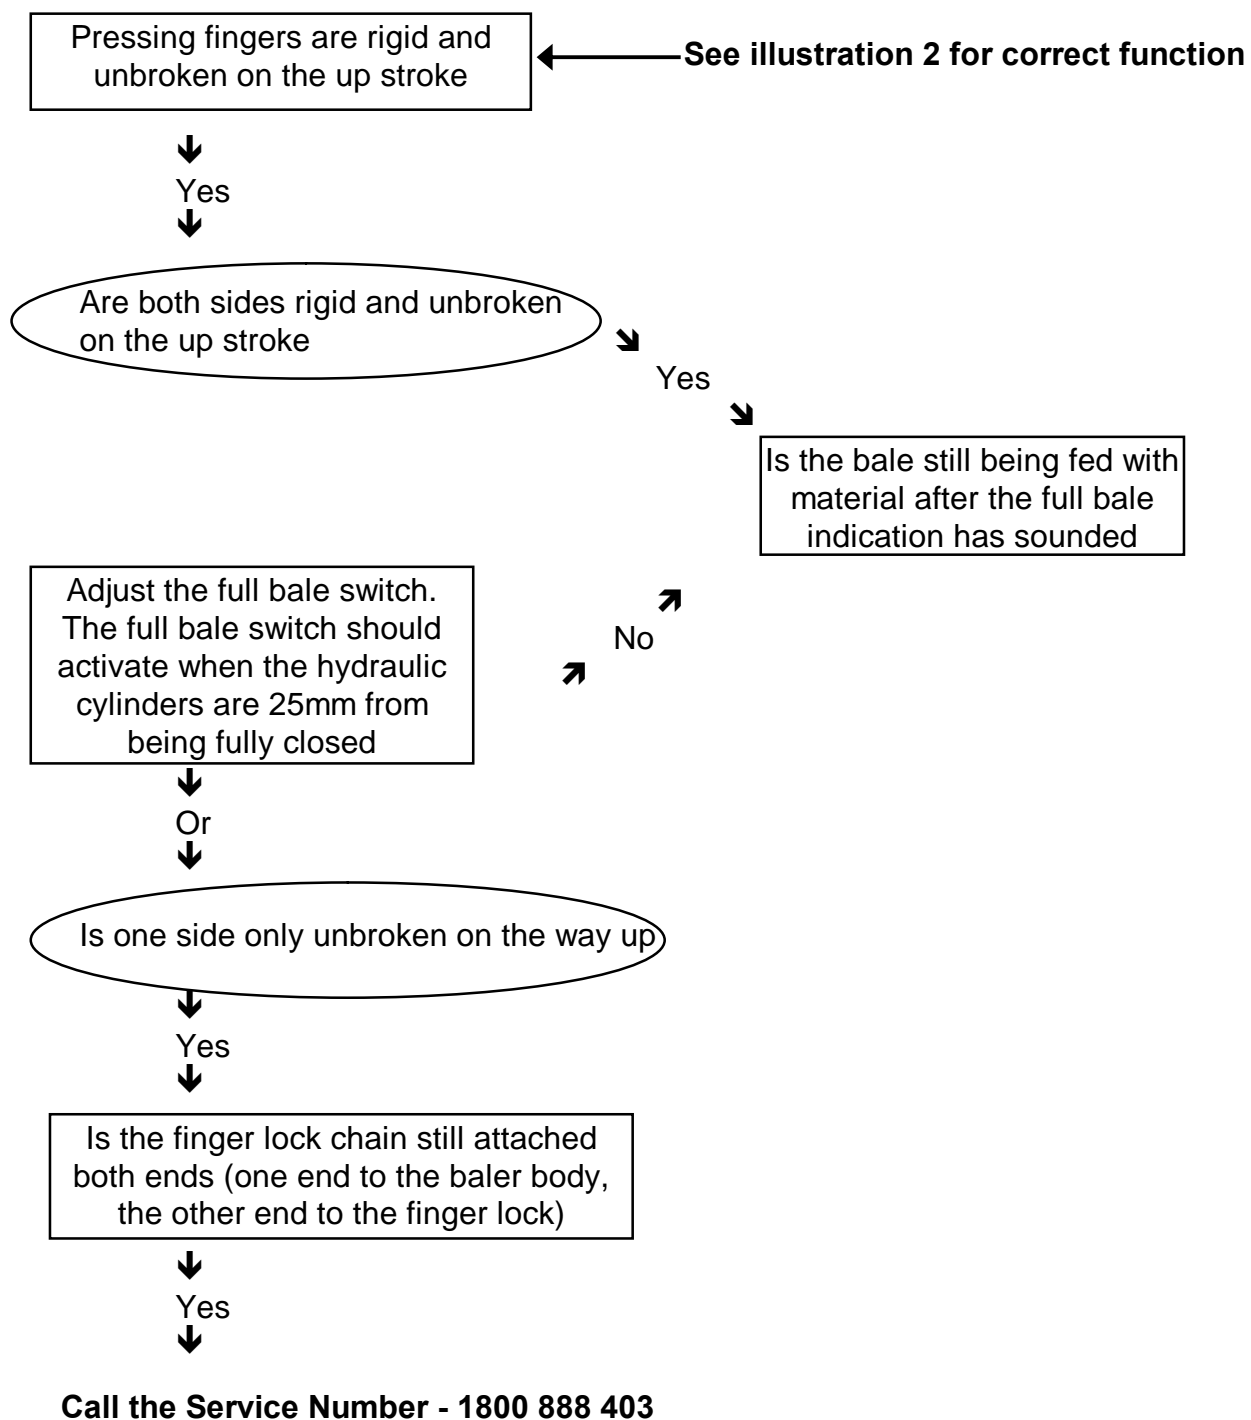 Pressing fingers are rigid and
unbroken on the up stroke
See illustration 2 for correct function
Yes
Are both sides rigid and unbroken
on the up stroke
Yes
Is the bale still being fed with
material after the full bale
indication has sounded
Adjust the full bale switch.
The full bale switch should
activate when the hydraulic
cylinders are 25mm from
being fully closed
No
Or
Is one side only unbroken on the way up
Yes
Is the finger lock chain still attached
both ends (one end to the baler body,
the other end to the finger lock)
Yes
Call the Service Number - 1800 888 403